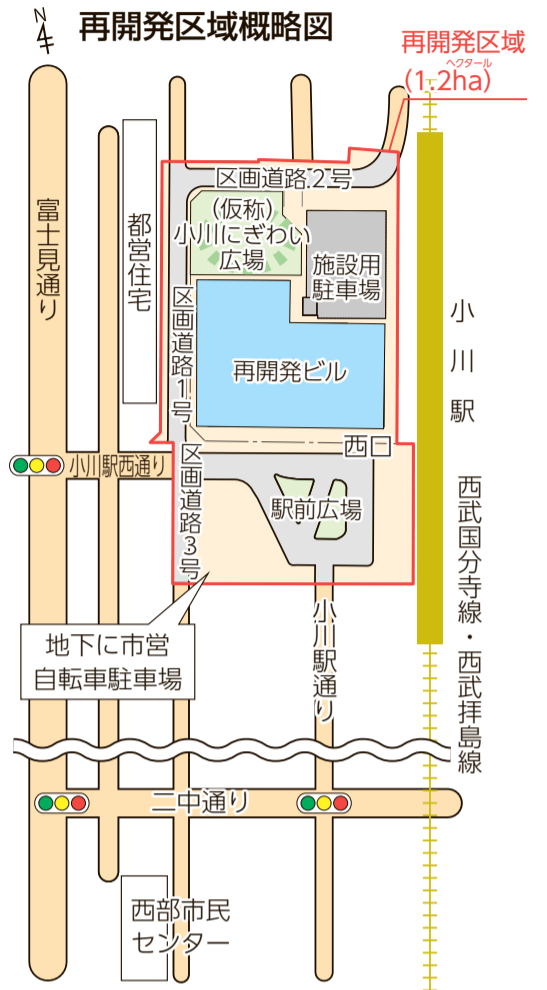 N
再開発区域概略図
再開発区域
ヘクタール
(1.2ha)
区画道路2号
(仮称)
小川にぎわい
広場
施設用
駐車場
富士見通り
都営住宅
区画道路1号
再開発ビル
小川駅
西口
小川駅西通り
区画道路3号
駅前広場
西武国分寺線・西武拝島線
地下に市営
自転車駐車場
小川駅通り
二中通り
西部市民
センター